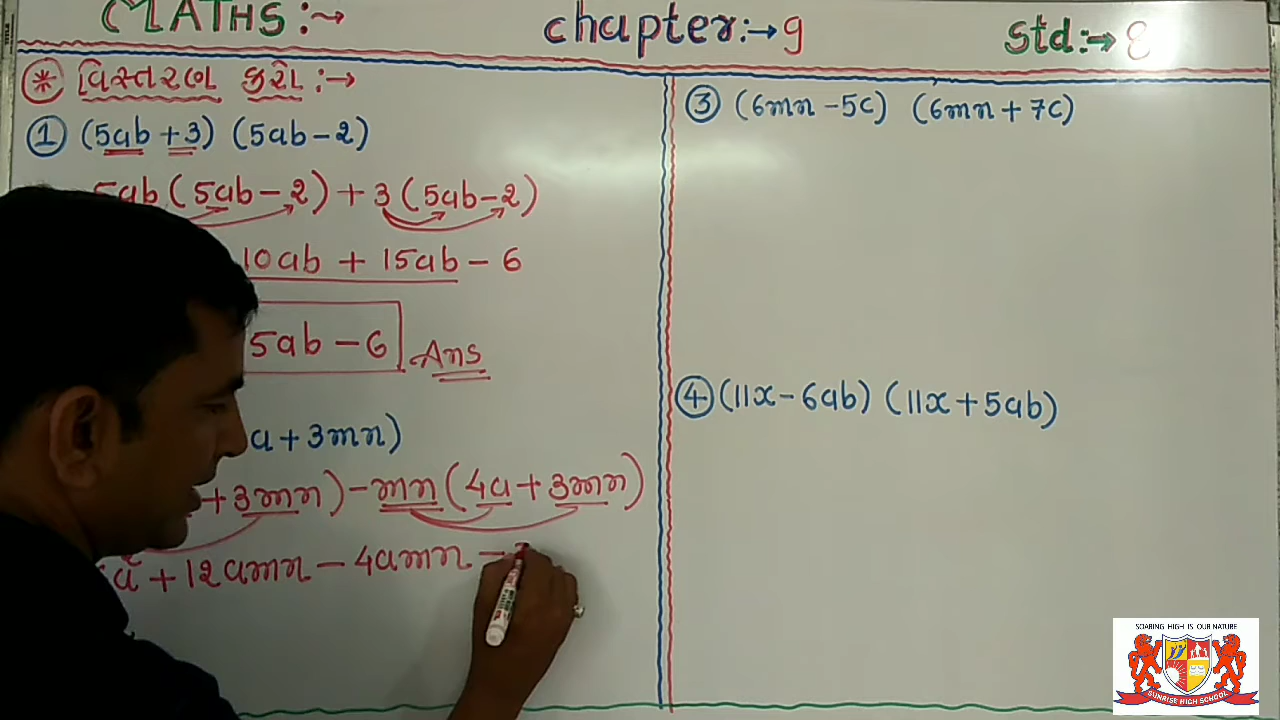 MATHS:→ chapter:→ 9 Std:→ 8
* વિસ્તરણ કરો :→
① (5ab + 3) (5ab - 2)
5ab (5ab - 2) + 3 (5ab - 2)
10ab + 15ab - 6
5ab - 6 Ans
a + 3mn)
+ 3mn) - mn (4a + 3mn)
a² + 12amn - 4amn -
③ (6mn - 5c) (6mn + 7c)
④ (11x - 6ab) (11x + 5ab)
SOARING HIGH IS OUR NATURE
SUNRISE HIGH SCHOOL